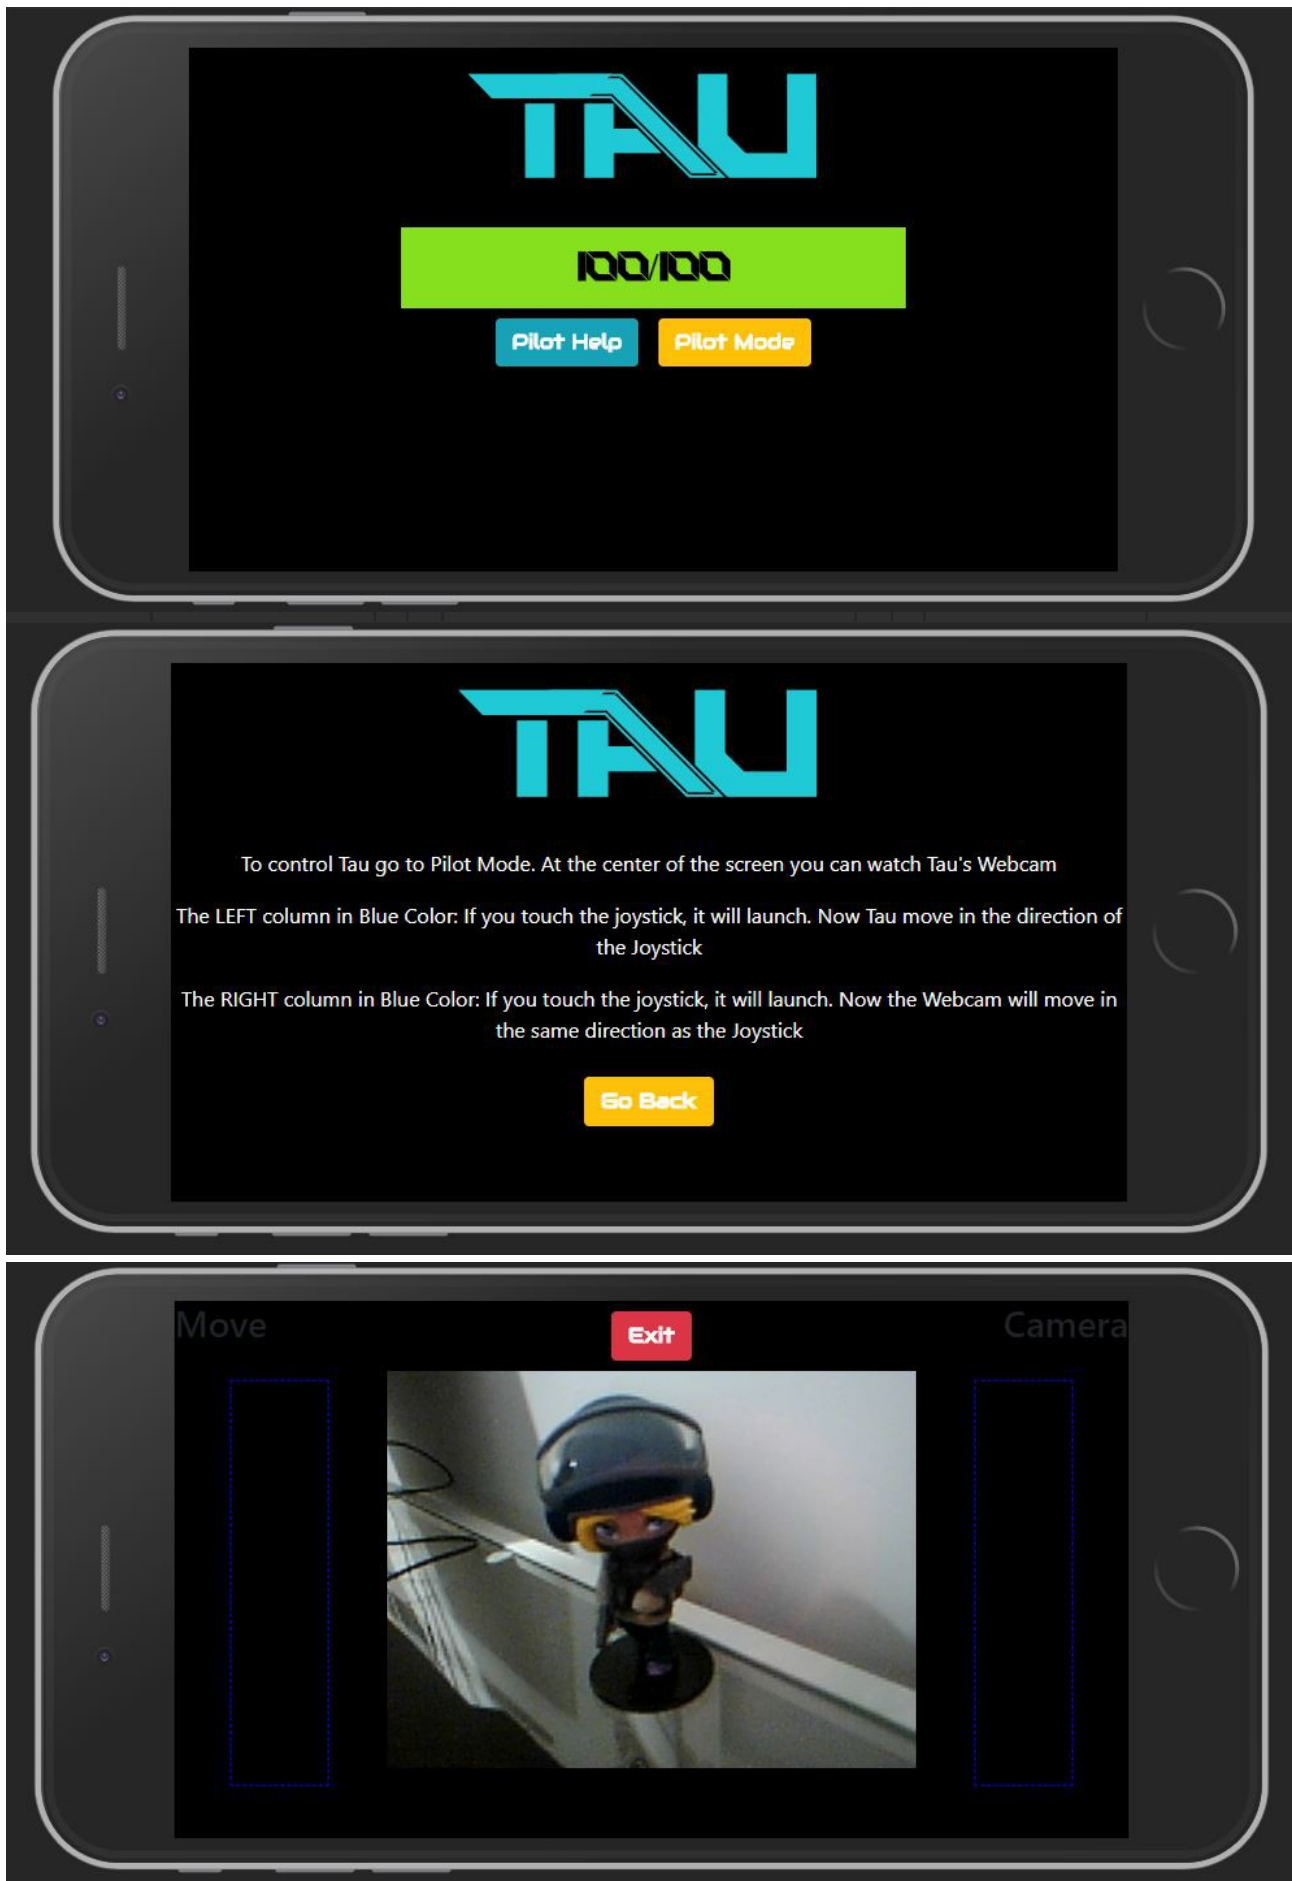 TAU
100/100
Pilot Help Pilot Mode
TAU
To control Tau go to Pilot Mode. At the center of the screen you can watch Tau's Webcam
The LEFT column in Blue Color: If you touch the joystick, it will launch. Now Tau move in the direction of
the Joystick
The RIGHT column in Blue Color: If you touch the joystick, it will launch. Now the Webcam will move in
the same direction as the Joystick
Go Back
Move Exit Camera